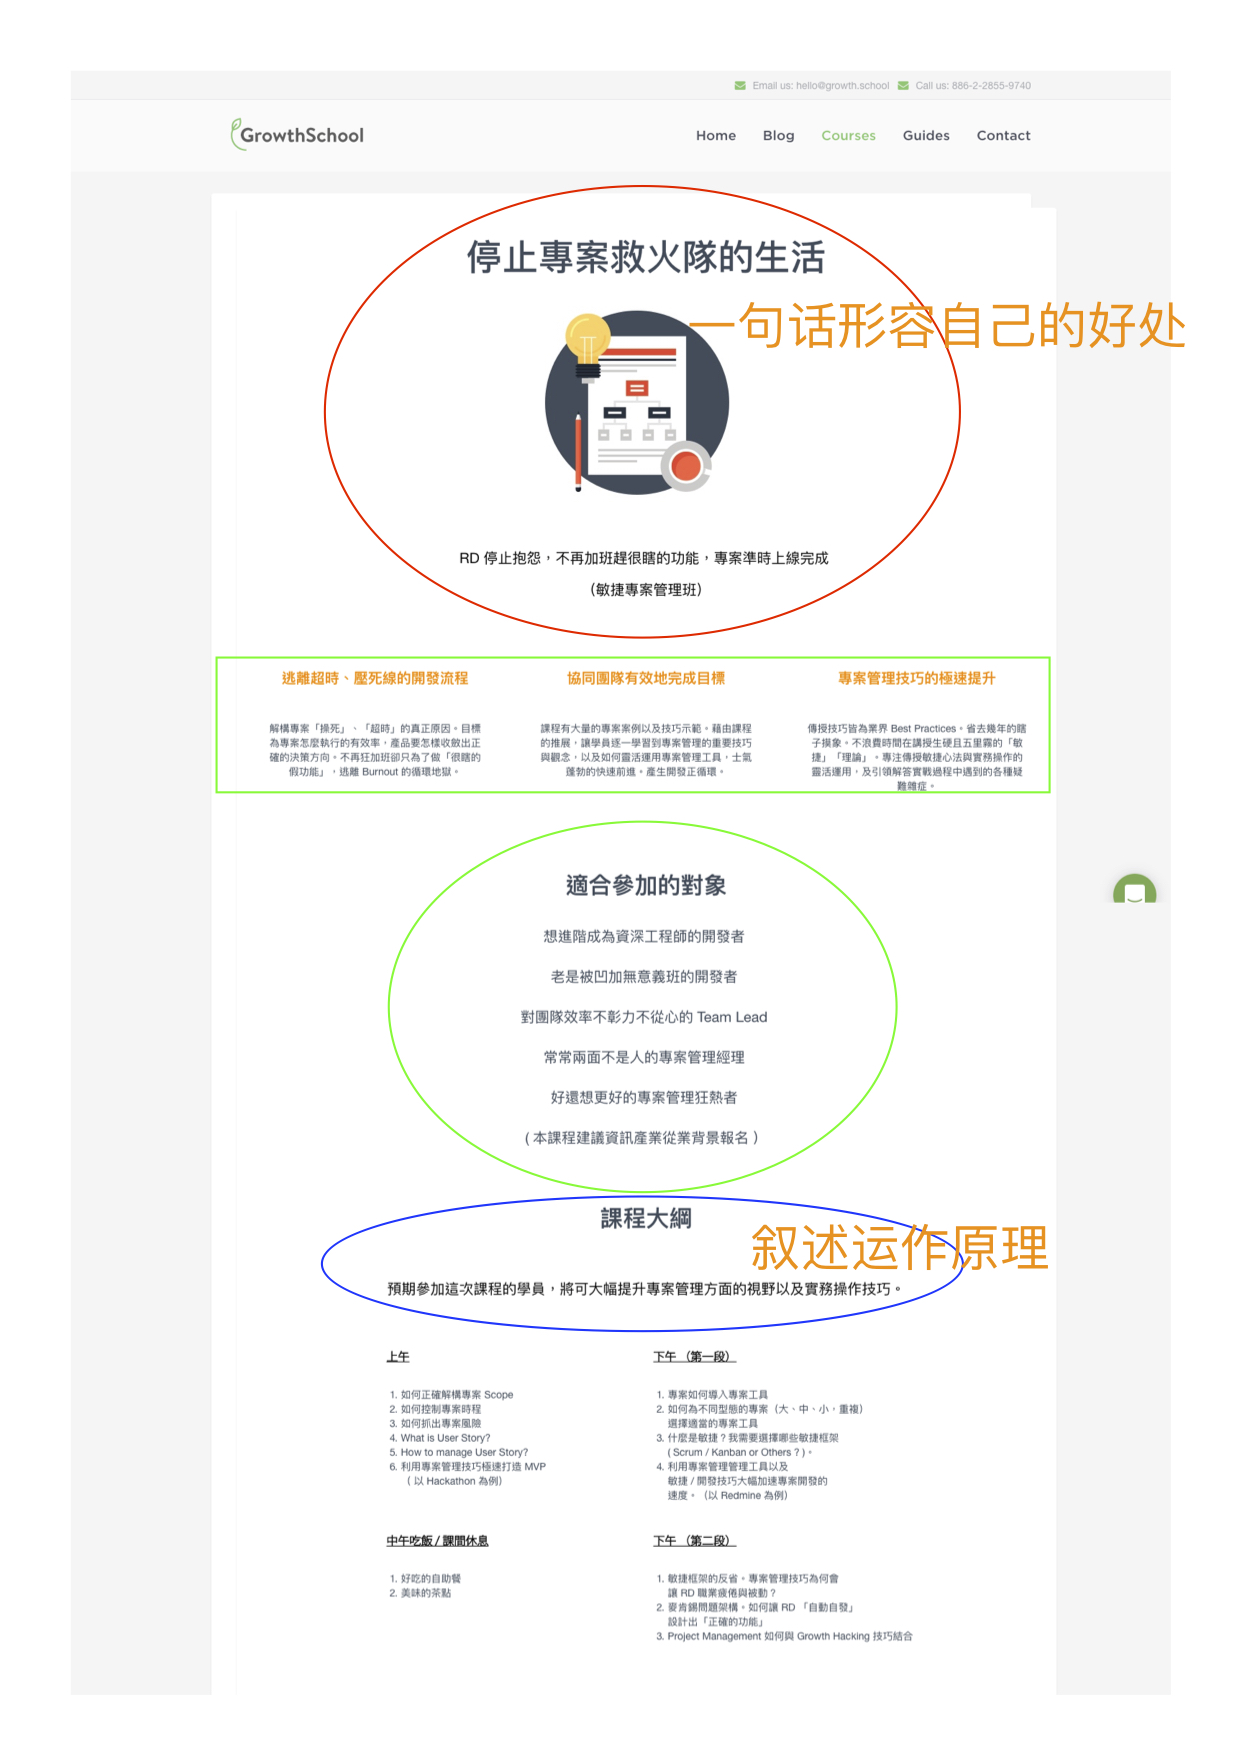 Email us: hello@growth.school Call us: 886-2-2855-9740
GrowthSchool
Home Blog Courses Guides Contact
停止專案救火隊的生活
一句话形容自己的好处
RD 停止抱怨，不再加班趕很瞎的功能，專案準時上線完成
（敏捷專案管理班）
逃離超時、壓死線的開發流程
解構專案「操死」、「超時」的真正原因。目標
為專案怎麼執行的有效率，產品要怎樣收斂出正
確的決策方向。不再狂加班卻只為了做「很瞎的
假功能」，逃離 Burnout 的循環地獄。
協同團隊有效地完成目標
課程有大量的專案案例以及技巧示範。藉由課程
的推展，讓學員逐一學習到專案管理的重要技巧
與觀念，以及如何靈活運用專案管理工具，士氣
蓬勃的快速前進。產生開發正循環。
專案管理技巧的極速提升
傳授技巧皆為業界 Best Practices。省去幾年的瞎
子摸象。不浪費時間在講授生硬且五里霧的「敏
捷」「理論」。專注傳授敏捷心法與實務操作的
靈活運用，及引領解答實戰過程中遇到的各種疑
難雜症。
適合參加的對象
想進階成為資深工程師的開發者
老是被凹加無意義班的開發者
對團隊效率不彰力不從心的 Team Lead
常常兩面不是人的專案管理經理
好還想更好的專案管理狂熱者
( 本課程建議資訊產業從業背景報名 )
課程大綱
叙述运作原理
預期參加這次課程的學員，將可大幅提升專案管理方面的視野以及實務操作技巧。
上午
1. 如何正確解構專案 Scope
2. 如何控制專案時程
3. 如何抓出專案風險
4. What is User Story?
5. How to manage User Story?
6. 利用專案管理技巧極速打造 MVP
（ 以 Hackathon 為例）
下午 （第一段）
1. 專案如何導入專案工具
2. 如何為不同型態的專案（大、中、小，重複）
選擇適當的專案工具
3. 什麼是敏捷？我需要選擇哪些敏捷框架
( Scrum / Kanban or Others ? )。
4. 利用專案管理管理工具以及
敏捷 / 開發技巧大幅加速專案開發的
速度。（以 Redmine 為例）
中午吃飯 / 課間休息
1. 好吃的自助餐
2. 美味的茶點
下午 （第二段）
1. 敏捷框架的反省。專案管理技巧為何會
讓 RD 職業疲倦與被動？
2. 麥肯錫問題架構。如何讓 RD 「自動自發」
設計出「正確的功能」
3. Project Management 如何與 Growth Hacking 技巧結合